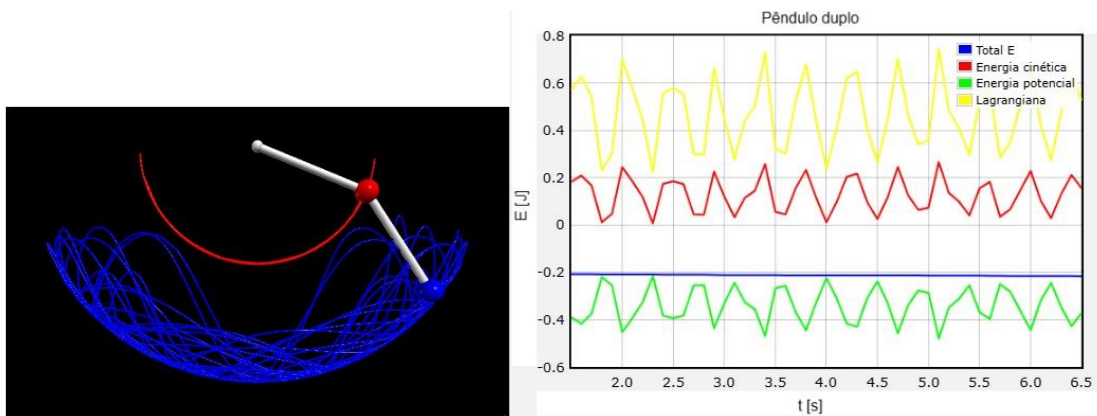 Pêndulo duplo
0.8
Total E
Energia cinética
0.6
Energia potencial
Lagrangiana
0.4
0.2
E [J]
0
-0.2
-0.4
-0.6
2.0 2.5 3.0 3.5 4.0 4.5 5.0 5.5 6.0 6.5
t [s]